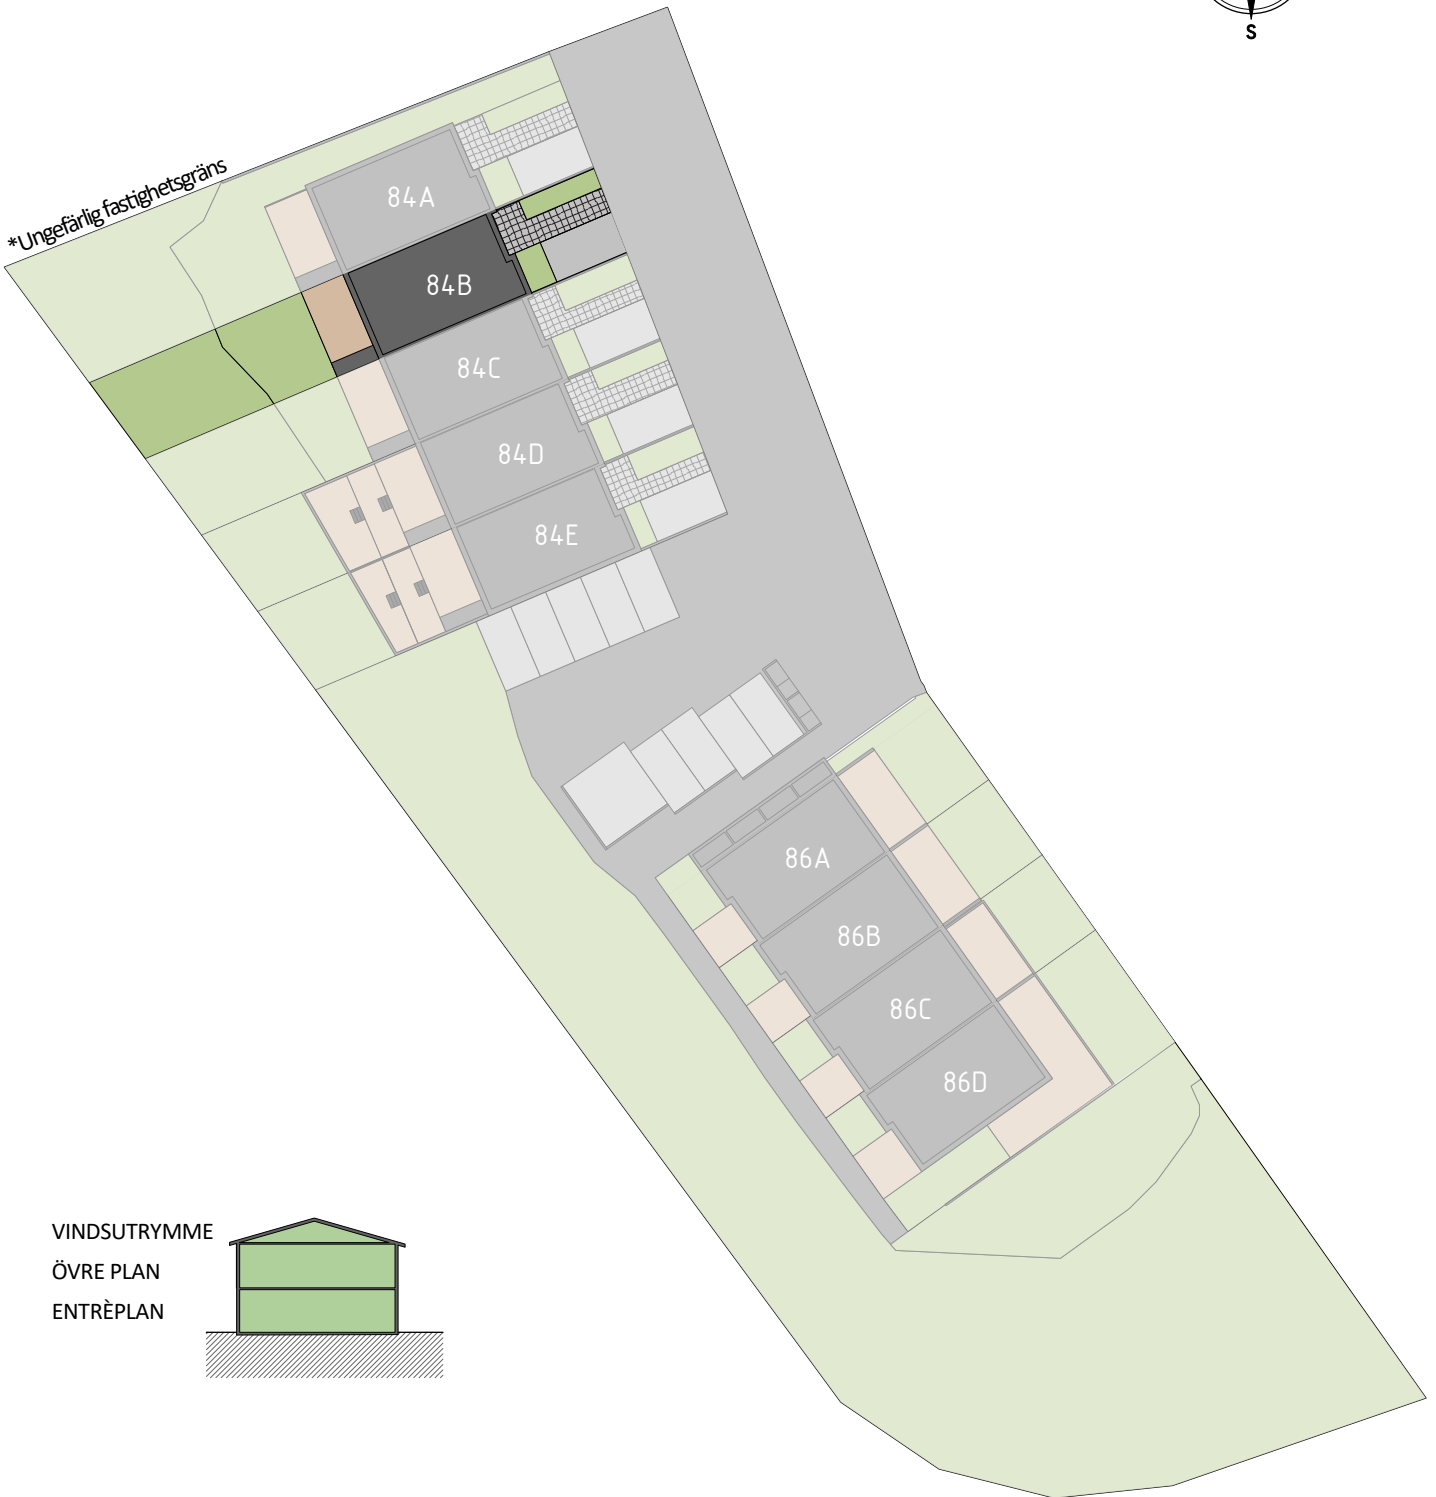 S
*Ungefärlig fastighetsgräns
84A
84B
84C
84D
84E
86A
86B
86C
86D
VINDSUTRYMME
ÖVRE PLAN
ENTRÈPLAN